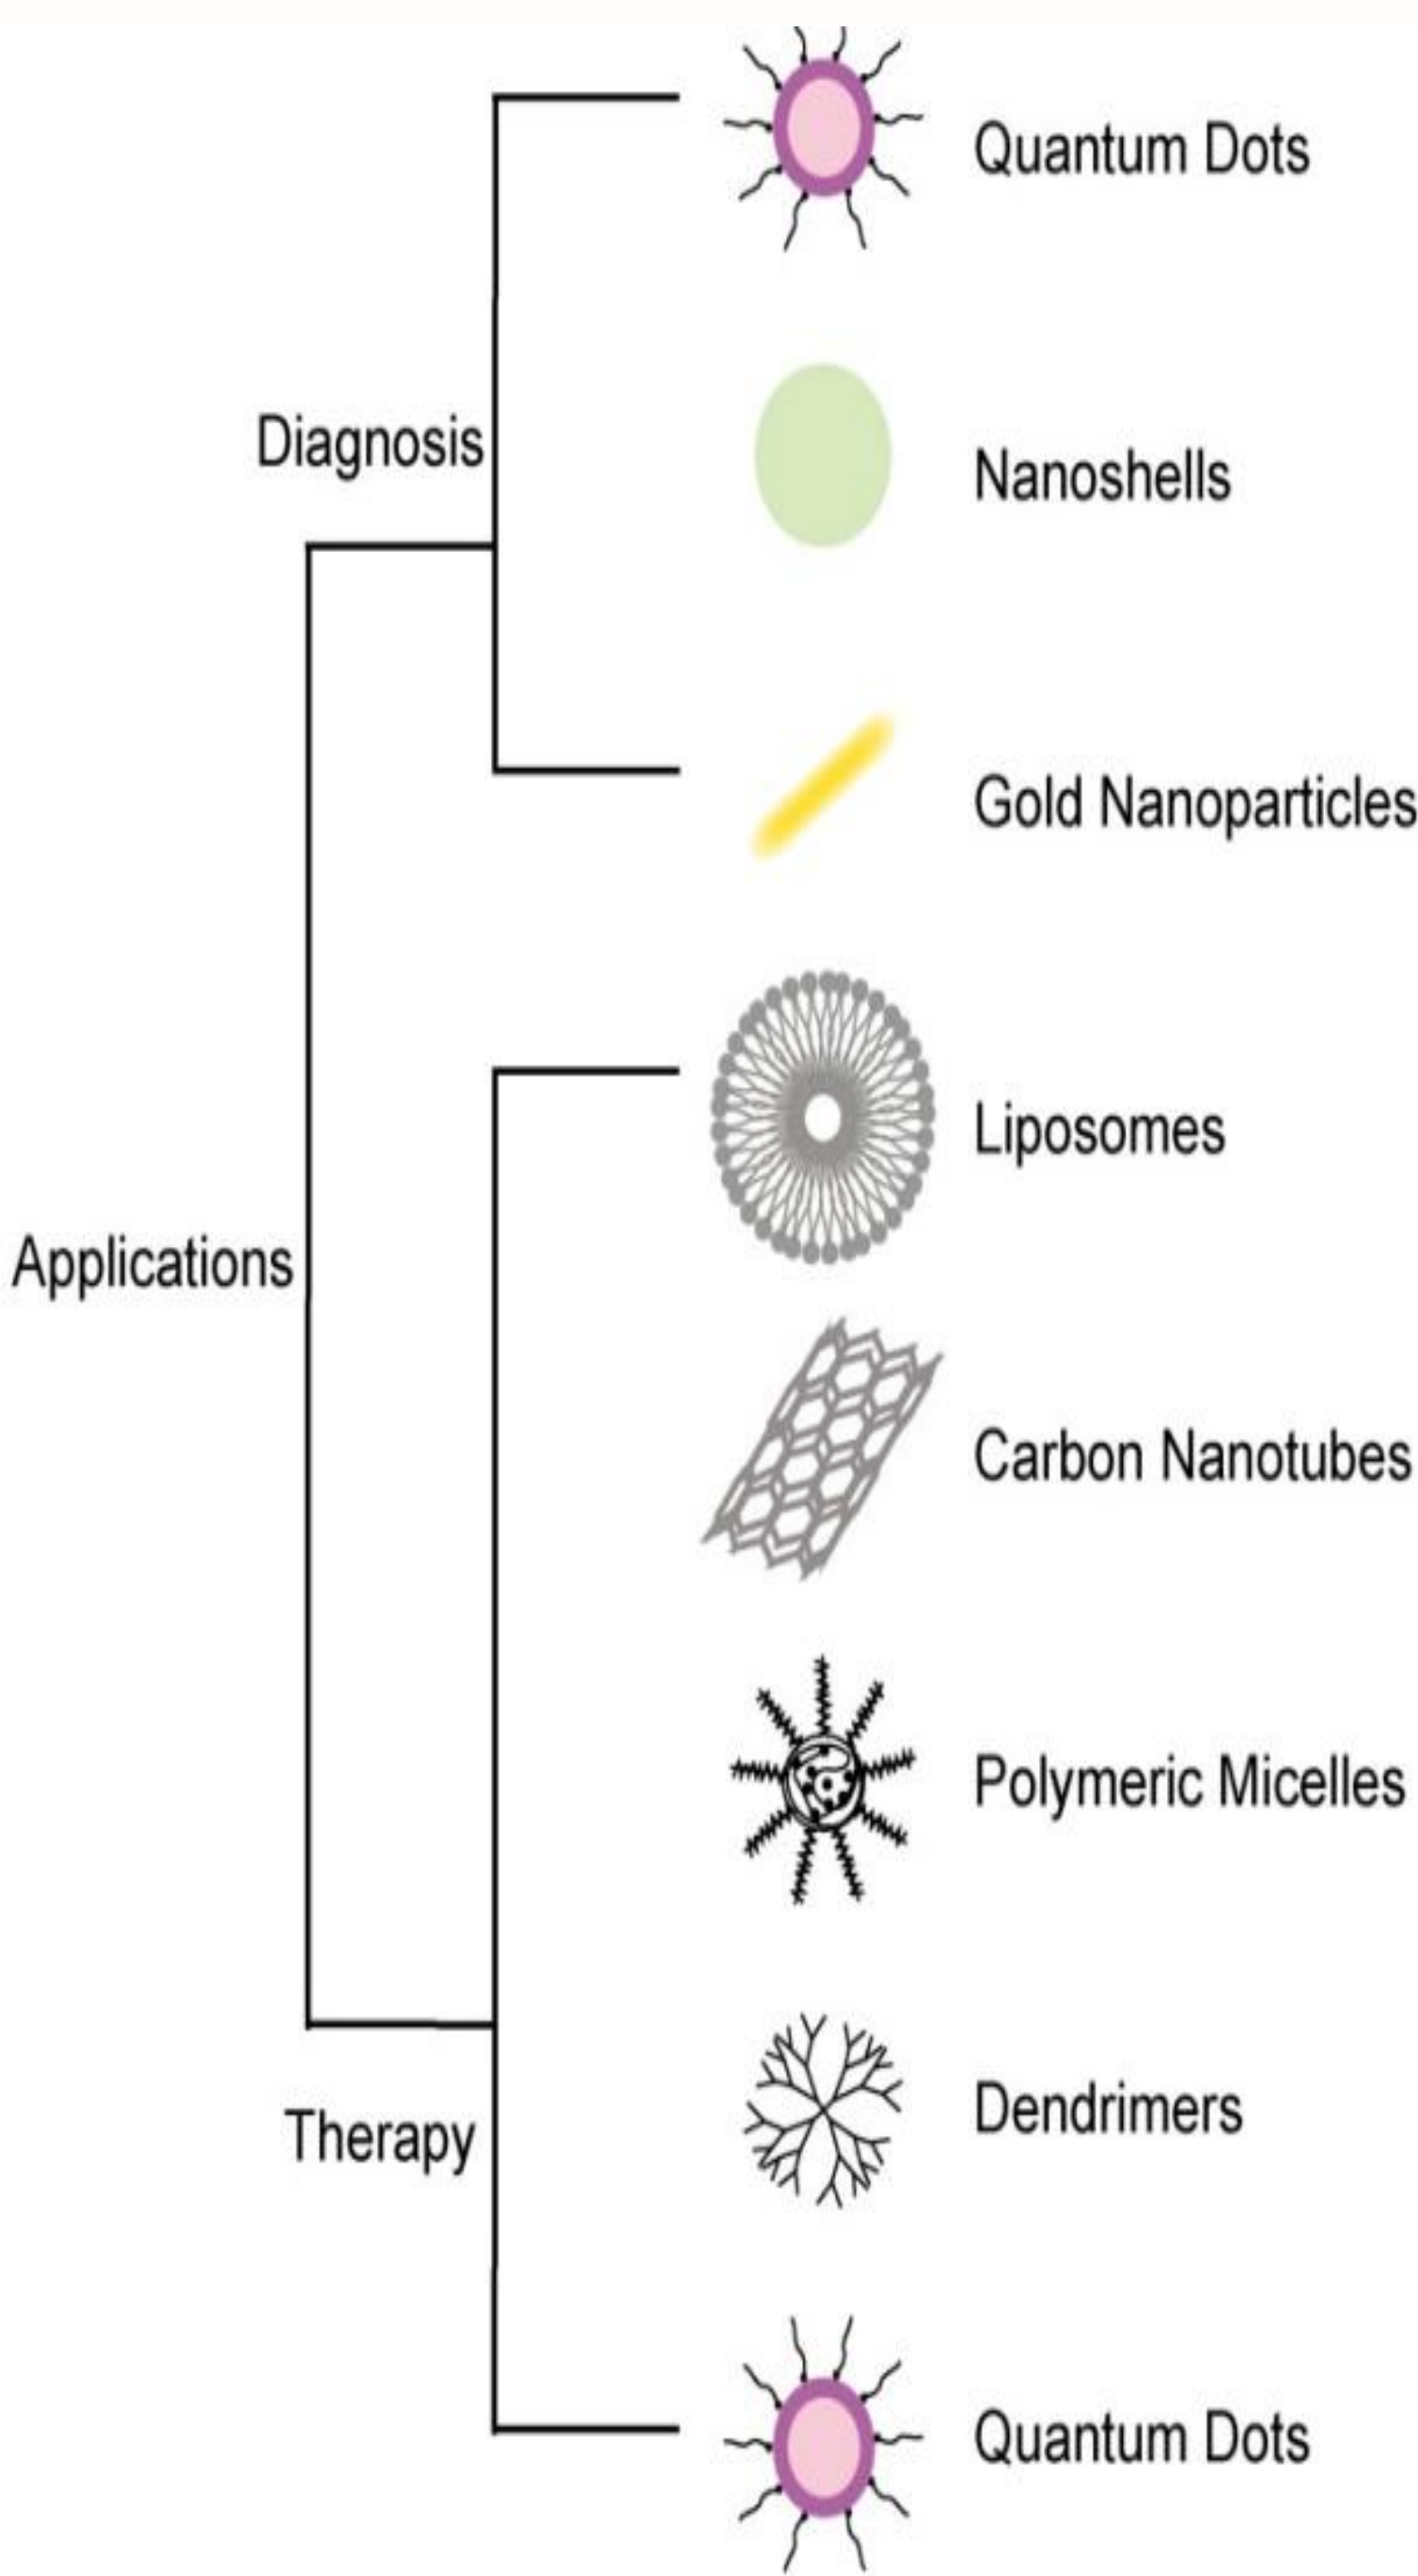 Quantum Dots
Diagnosis
Nanoshells
Gold Nanoparticles
Liposomes
Applications
Carbon Nanotubes
Polymeric Micelles
Dendrimers
Therapy
Quantum Dots